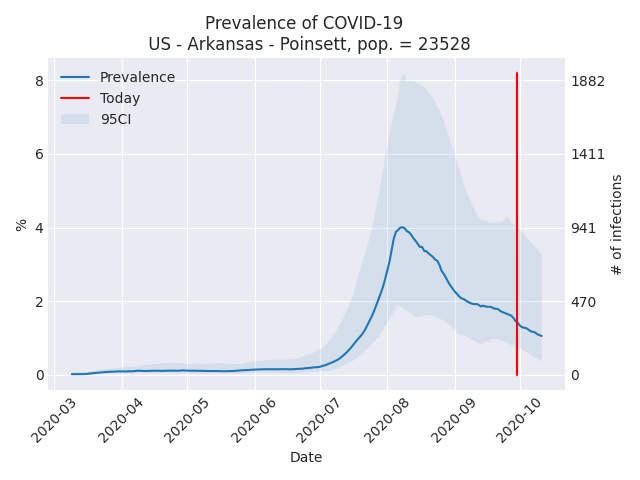 Prevalence of COVID-19
US - Arkansas - Poinsett, pop. = 23528
Prevalence
Today
95CI
8
6
4
2
0
%
1882
1411
941
470
0
# of infections
2020-03
2020-04
2020-05
2020-06
2020-07
2020-08
2020-09
2020-10
Date